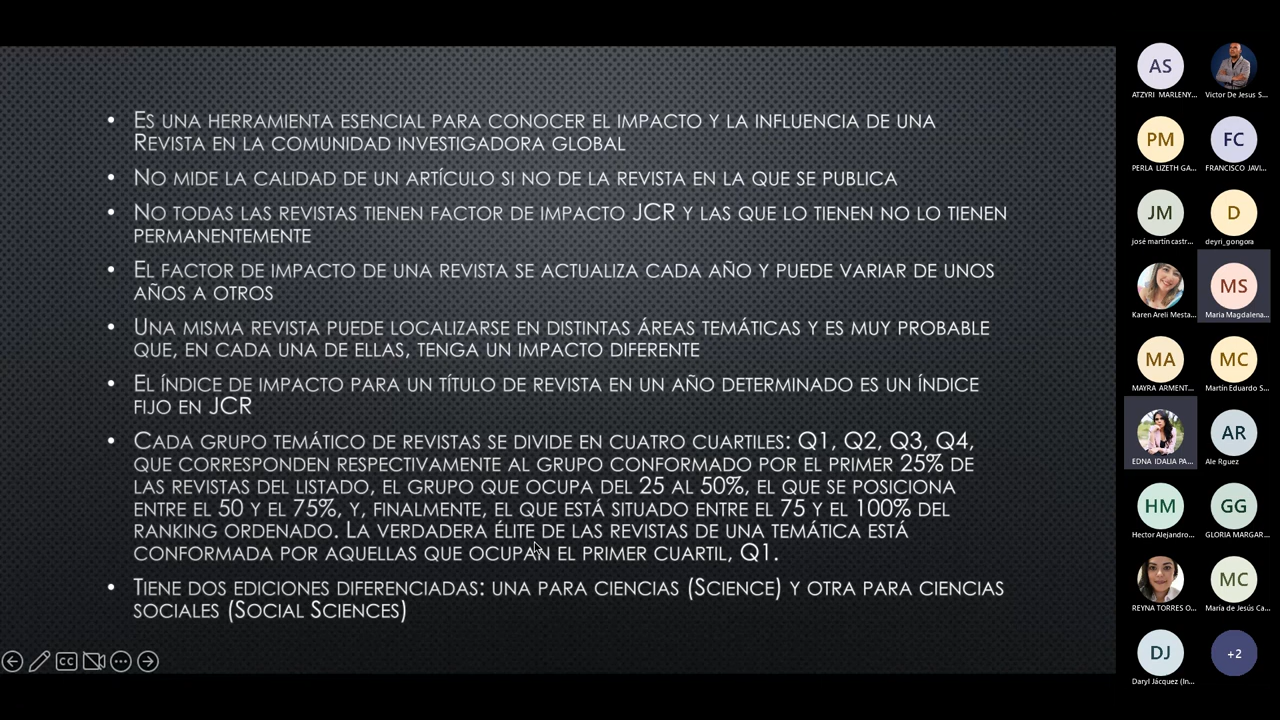 • Es una herramienta esencial para conocer el impacto y la influencia de una
Revista en la comunidad investigadora global
• No mide la calidad de un artículo si no de la revista en la que se publica
• No todas las revistas tienen factor de impacto JCR y las que lo tienen no lo tienen
permanentemente
• El factor de impacto de una revista se actualiza cada año y puede variar de unos
años a otros
• Una misma revista puede localizarse en distintas áreas temáticas y es muy probable
que, en cada una de ellas, tenga un impacto diferente
• El índice de impacto para un título de revista en un año determinado es un índice
fijo en JCR
• Cada grupo temático de revistas se divide en cuatro cuartiles: Q1, Q2, Q3, Q4,
que corresponden respectivamente al grupo conformado por el primer 25% de
las revistas del listado, el grupo que ocupa del 25 al 50%, el que se posiciona
entre el 50 y el 75%, y, finalmente, el que está situado entre el 75 y el 100% del
ranking ordenado. La verdadera élite de las revistas de una temática está
conformada por aquellas que ocupan el primer cuartil, Q1.
• Tiene dos ediciones diferenciadas: una para ciencias (Science) y otra para ciencias
sociales (Social Sciences)
CC
AS
ATZYRI MARLENY...
Victor De Jesus S...
PM
FC
PERLA LIZETH GA...
FRANCISCO JAVI...
JM
D
josé martin castr...
deyri_gongora
MS
Karen Areli Mesta...
Maria Magdalena...
MA
MC
MAYRA ARMENT...
Martín Eduardo S...
AR
EDNA IDALIA PA...
Ale Rguez
HM
GG
Hector Alejandro...
GLORIA MARGAR...
MC
REYNA TORRES O...
María de Jesús Ca...
DJ
+2
Daryl Jácquez (In...